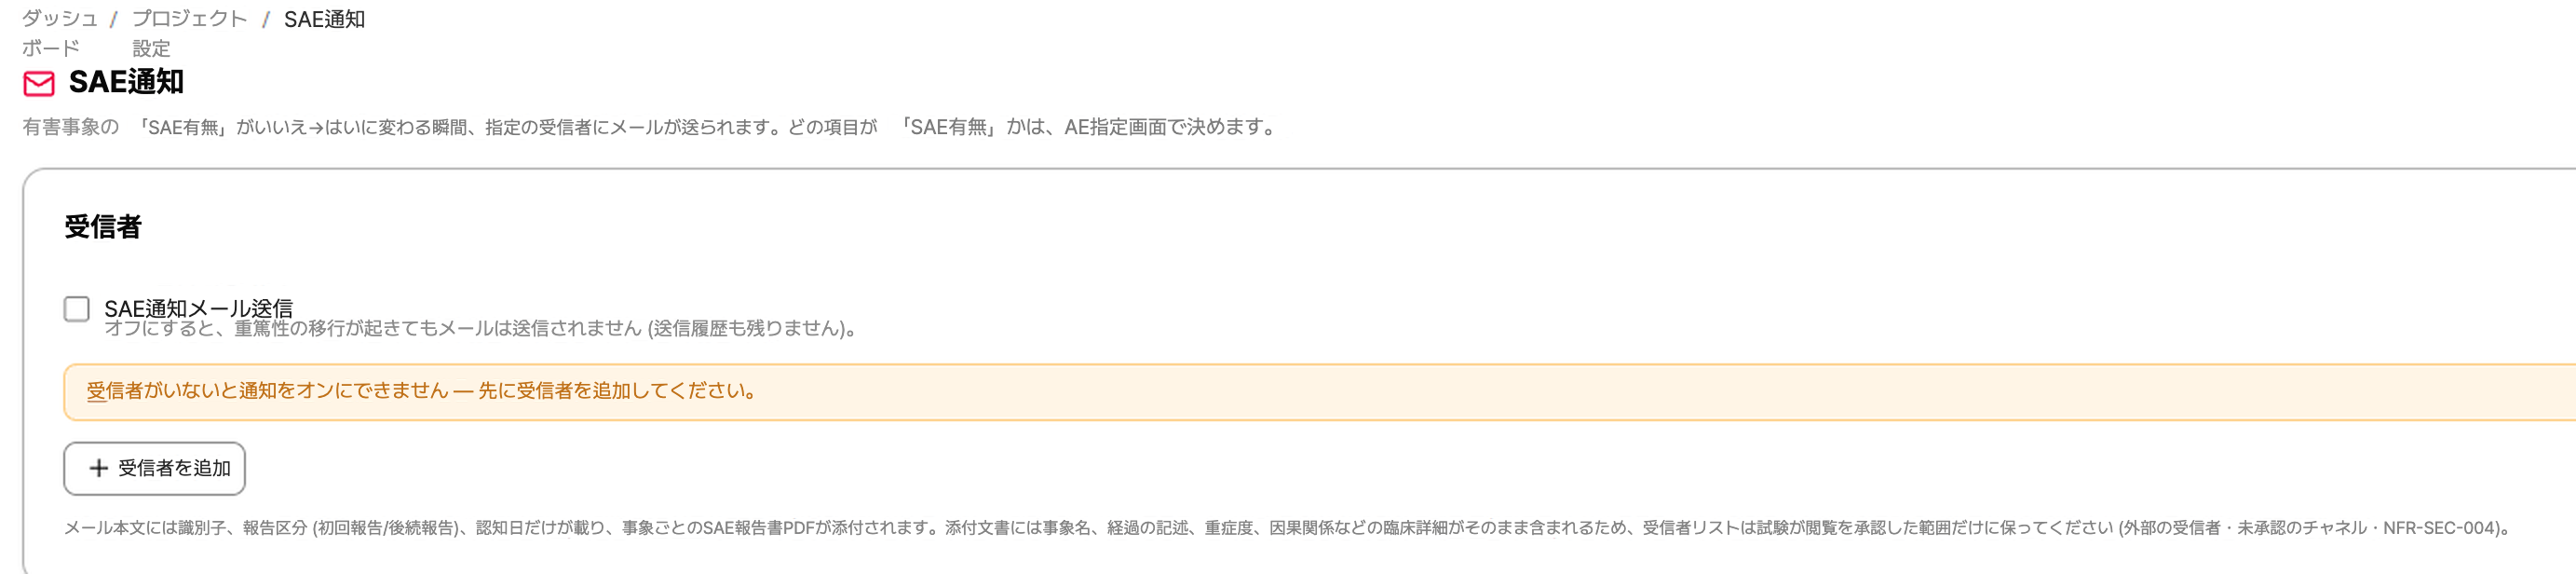 ダッシュ / プロジェクト / SAE通知
ボード 設定
SAE通知
有害事象の 「SAE有無」がいいえ→はいに変わる瞬間、指定の受信者にメールが送られます。どの項目が 「SAE有無」かは、AE指定画面で決めます。
受信者
SAE通知メール送信
オフにすると、重篤性の移行が起きてもメールは送信されません (送信履歴も残りません)。
受信者がいないと通知をオンにできません — 先に受信者を追加してください。
+ 受信者を追加
メール本文には識別子、報告区分 (初回報告/後続報告)、認知日だけが載り、事象ごとのSAE報告書PDFが添付されます。添付文書には事象名、経過の記述、重症度、因果関係などの臨床詳細がそのまま含まれるため、受信者リストは試験が閲覧を承認した範囲だけに保ってください (外部の受信者・未承認のチャネル・NFR-SEC-004)。